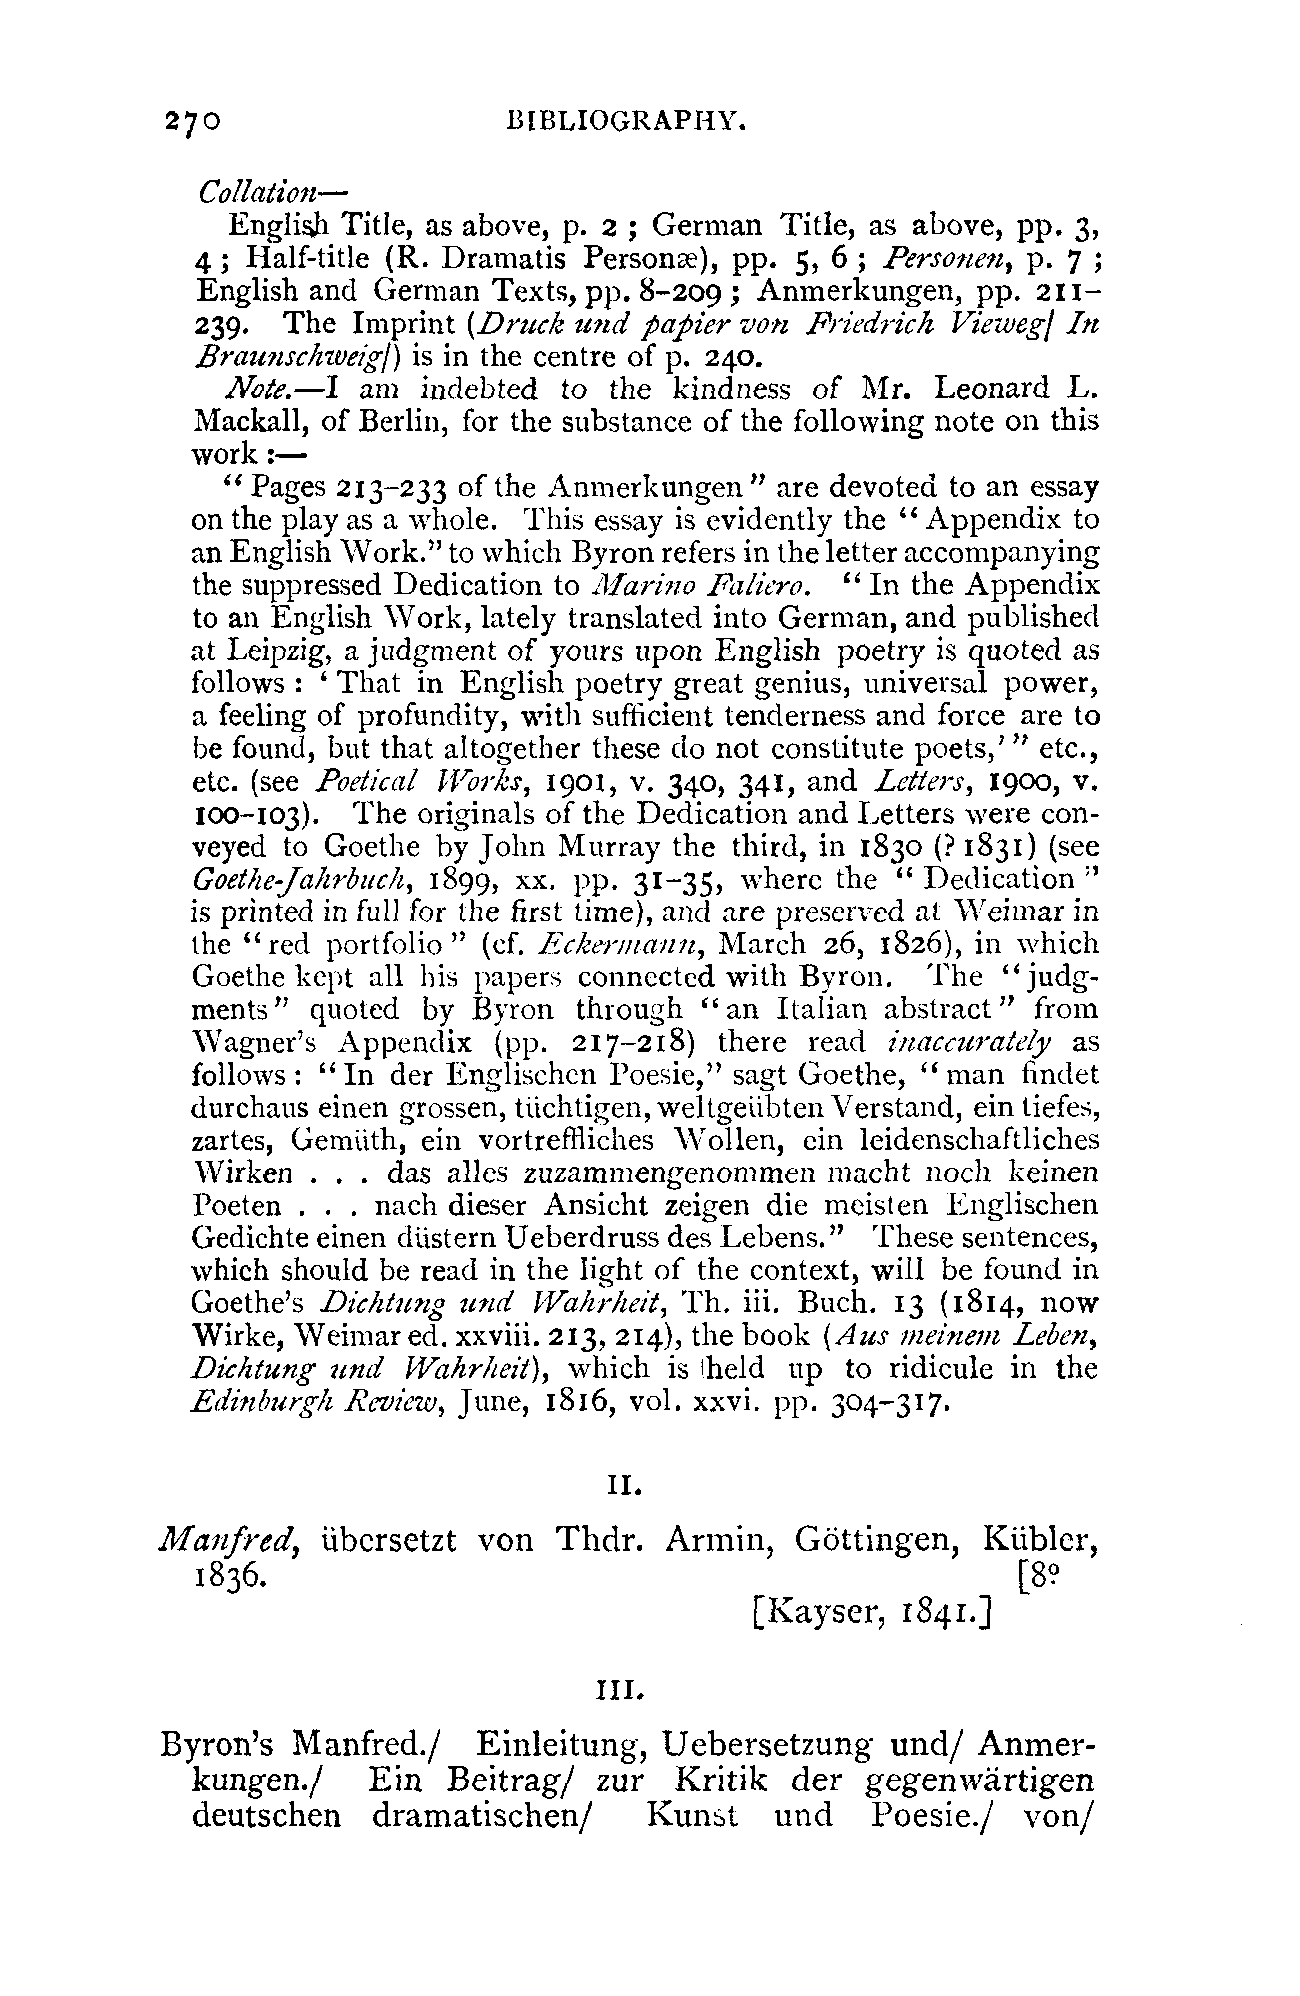 270 BIBLIOGRAPHY.
Collation—
English Title, as above, p. 2 ; German Title, as above, pp. 3,
4 ; Half-title (R. Dramatis Personæ), pp. 5, 6 ; Personen, p. 7 ;
English and German Texts, pp. 8–209 ; Anmerkungen, pp. 211–
239. The Imprint (Druck und papier von Friedrich Vieweg/ In
Braunschweig/) is in the centre of p. 240.
Note.—I am indebted to the kindness of Mr. Leonard L.
Mackall, of Berlin, for the substance of the following note on this
work :—
“ Pages 213–233 of the Anmerkungen ” are devoted to an essay
on the play as a whole. This essay is evidently the “ Appendix to
an English Work.” to which Byron refers in the letter accompanying
the suppressed Dedication to Marino Faliero. “ In the Appendix
to an English Work, lately translated into German, and published
at Leipzig, a judgment of yours upon English poetry is quoted as
follows : ‘ That in English poetry great genius, universal power,
a feeling of profundity, with sufficient tenderness and force are to
be found, but that altogether these do not constitute poets,’ ” etc.,
etc. (see Poetical Works, 1901, v. 340, 341, and Letters, 1900, v.
100–103). The originals of the Dedication and Letters were con-
veyed to Goethe by John Murray the third, in 1830 (? 1831) (see
Goethe-Jahrbuch, 1899, xx. pp. 31–35, where the “ Dedication ”
is printed in full for the first time), and are preserved at Weimar in
the “ red portfolio ” (cf. Eckermann, March 26, 1826), in which
Goethe kept all his papers connected with Byron. The “ judg-
ments ” quoted by Byron through “ an Italian abstract ” from
Wagner’s Appendix (pp. 217–218) there read inaccurately as
follows : “ In der Englischen Poesie,” sagt Goethe, “ man findet
durchaus einen grossen, tüchtigen, weltgeübten Verstand, ein tiefes,
zartes, Gemüth, ein vortreffliches Wollen, ein leidenschaftliches
Wirken . . . das alles zuzammengenommen macht noch keinen
Poeten . . . nach dieser Ansicht zeigen die meisten Englischen
Gedichte einen düstern Ueberdruss des Lebens.” These sentences,
which should be read in the light of the context, will be found in
Goethe’s Dichtung und Wahrheit, Th. iii. Buch. 13 (1814, now
Wirke, Weimar ed. xxviii. 213, 214), the book (Aus meinem Leben,
Dichtung und Wahrheit), which is held up to ridicule in the
Edinburgh Review, June, 1816, vol. xxvi. pp. 304–317.
II.
Manfred, übersetzt von Thdr. Armin, Göttingen, Kübler,
1836. [8º
[Kayser, 1841.]
III.
Byron’s Manfred./ Einleitung, Uebersetzung und/ Anmer-
kungen./ Ein Beitrag/ zur Kritik der gegenwärtigen
deutschen dramatischen/ Kunst und Poesie./ von/